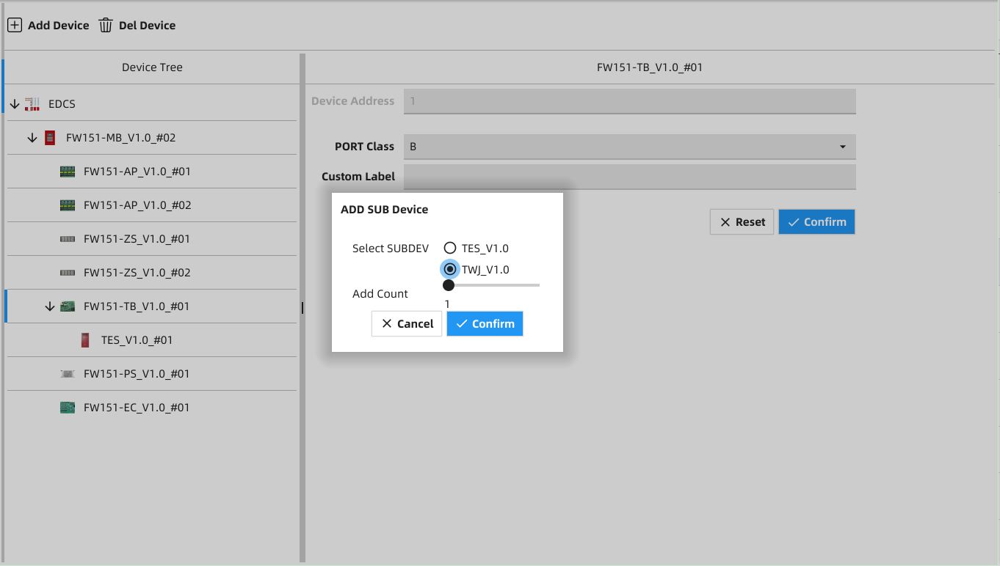 Add Device Del Device
Device Tree
FW151-TB_V1.0_#01
EDCS
FW151-MB_V1.0_#02
FW151-AP_V1.0_#01
FW151-AP_V1.0_#02
FW151-ZS_V1.0_#01
FW151-ZS_V1.0_#02
FW151-TB_V1.0_#01
TES_V1.0_#01
FW151-PS_V1.0_#01
FW151-EC_V1.0_#01
Device Address 1
PORT Class B
Custom Label
Reset Confirm
ADD SUB Device
Select SUBDEV TES_V1.0
TWJ_V1.0
Add Count
1
Cancel Confirm